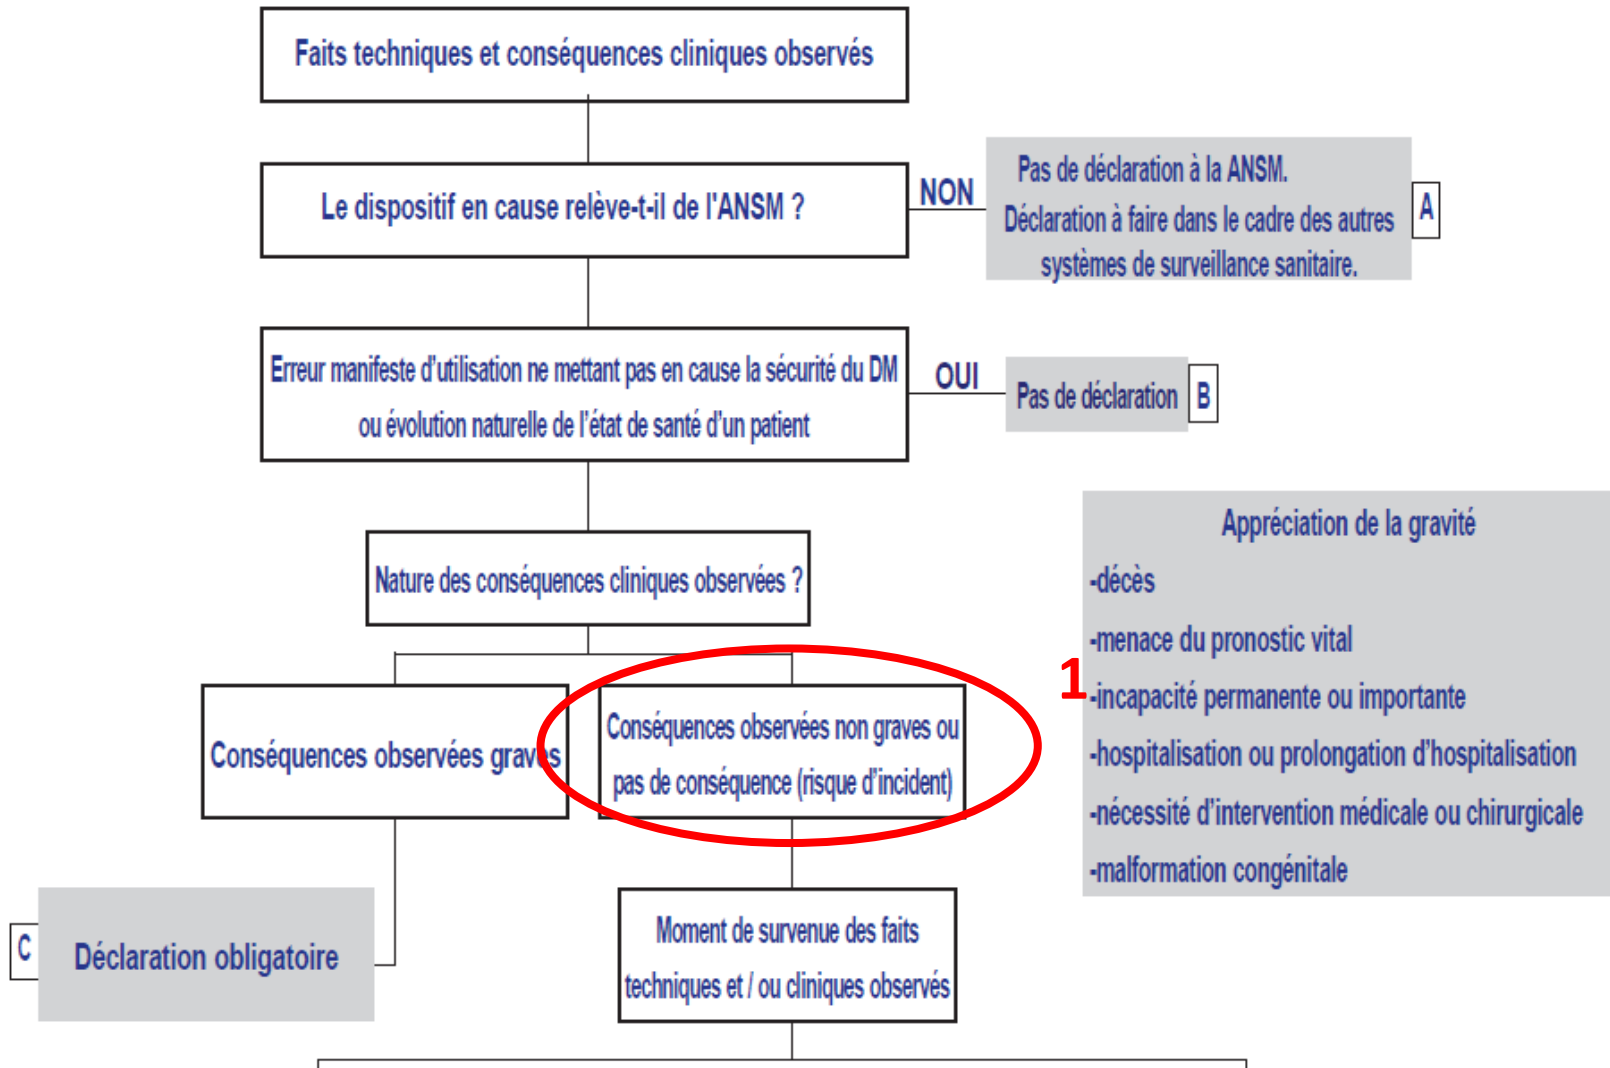 Faits techniques et conséquences cliniques observés
Le dispositif en cause relève-t-il de l'ANSM ?
NON
Pas de déclaration à la ANSM.
Déclaration à faire dans le cadre des autres
systèmes de surveillance sanitaire.
A
Erreur manifeste d'utilisation ne mettant pas en cause la sécurité du DM
ou évolution naturelle de l'état de santé d'un patient
OUI
Pas de déclaration
B
Nature des conséquences cliniques observées ?
Appréciation de la gravité
-décès
-menace du pronostic vital
1
-incapacité permanente ou importante
-hospitalisation ou prolongation d'hospitalisation
-nécessité d'intervention médicale ou chirurgicale
-malformation congénitale
Conséquences observées graves
Conséquences observées non graves ou
pas de conséquence (risque d'incident)
C
Déclaration obligatoire
Moment de survenue des faits
techniques et / ou cliniques observés